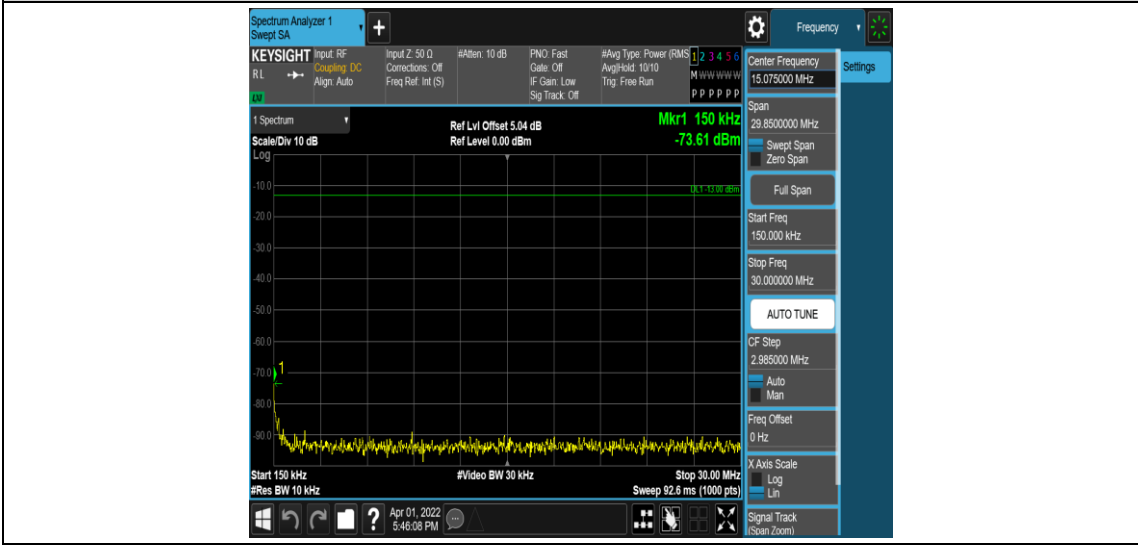 Spectrum Analyzer 1
Swept SA
+
Frequency
KEYSIGHT
RL
LXI
Input: RF
Coupling: DC
Align: Auto
Input Z: 50 Ω
Corrections: Off
Freq Ref: Int (S)
#Atten: 10 dB
PNO: Fast
Gate: Off
IF Gain: Low
Sig Track: Off
#Avg Type: Power (RMS
Avg|Hold: 10/10
Trig: Free Run
1 2 3 4 5 6
M W W W W W
P P P P P P
1 Spectrum
Scale/Div 10 dB
Log
Ref Lvl Offset 5.04 dB
Ref Level 0.00 dBm
Mkr1 150 kHz
-73.61 dBm
DL1 -13.00 dBm
-10.0
-20.0
-30.0
-40.0
-50.0
-60.0
-70.0
-80.0
-90.0
1
Start 150 kHz
#Video BW 30 kHz
Stop 30.00 MHz
#Res BW 10 kHz
Sweep 92.6 ms (1000 pts)
?
Apr 01, 2022
5:46:08 PM
Center Frequency
15.075000 MHz
Settings
Span
29.8500000 MHz
Swept Span
Zero Span
Full Span
Start Freq
150.000 kHz
Stop Freq
30.000000 MHz
AUTO TUNE
CF Step
2.985000 MHz
Auto
Man
Freq Offset
0 Hz
X Axis Scale
Log
Lin
Signal Track
(Span Zoom)